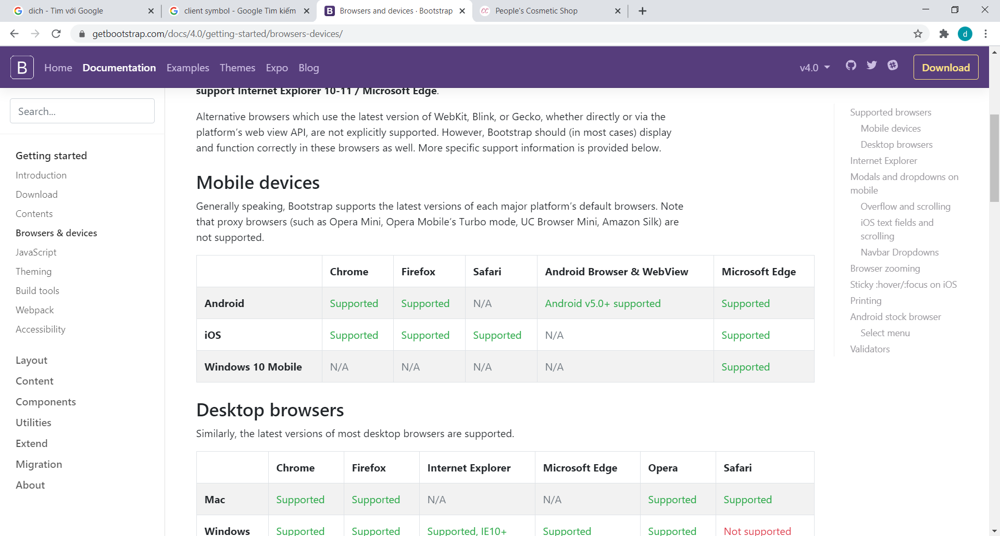 dich - Tìm với Google
client symbol - Google Tìm kiếm
Browsers and devices · Bootstrap
People's Cosmetic Shop
getbootstrap.com/docs/4.0/getting-started/browsers-devices/
d
B Home Documentation Examples Themes Expo Blog v4.0 Download
Search...
Getting started
Introduction
Download
Contents
Browsers & devices
JavaScript
Theming
Build tools
Webpack
Accessibility
Layout
Content
Components
Utilities
Extend
Migration
About
support Internet Explorer 10-11 / Microsoft Edge.
Alternative browsers which use the latest version of WebKit, Blink, or Gecko, whether directly or via the
platform’s web view API, are not explicitly supported. However, Bootstrap should (in most cases) display
and function correctly in these browsers as well. More specific support information is provided below.
Mobile devices
Generally speaking, Bootstrap supports the latest versions of each major platform’s default browsers. Note
that proxy browsers (such as Opera Mini, Opera Mobile’s Turbo mode, UC Browser Mini, Amazon Silk) are
not supported.
Chrome Firefox Safari Android Browser & WebView Microsoft Edge
Android Supported Supported N/A Android v5.0+ supported Supported
iOS Supported Supported Supported N/A Supported
Windows 10 Mobile N/A N/A N/A N/A Supported
Desktop browsers
Similarly, the latest versions of most desktop browsers are supported.
Chrome Firefox Internet Explorer Microsoft Edge Opera Safari
Mac Supported Supported N/A N/A Supported Supported
Windows Supported Supported Supported, IE10+ Supported Supported Not supported
Supported browsers
Mobile devices
Desktop browsers
Internet Explorer
Modals and dropdowns on
mobile
Overflow and scrolling
iOS text fields and
scrolling
Navbar Dropdowns
Browser zooming
Sticky :hover/:focus on iOS
Printing
Android stock browser
Select menu
Validators